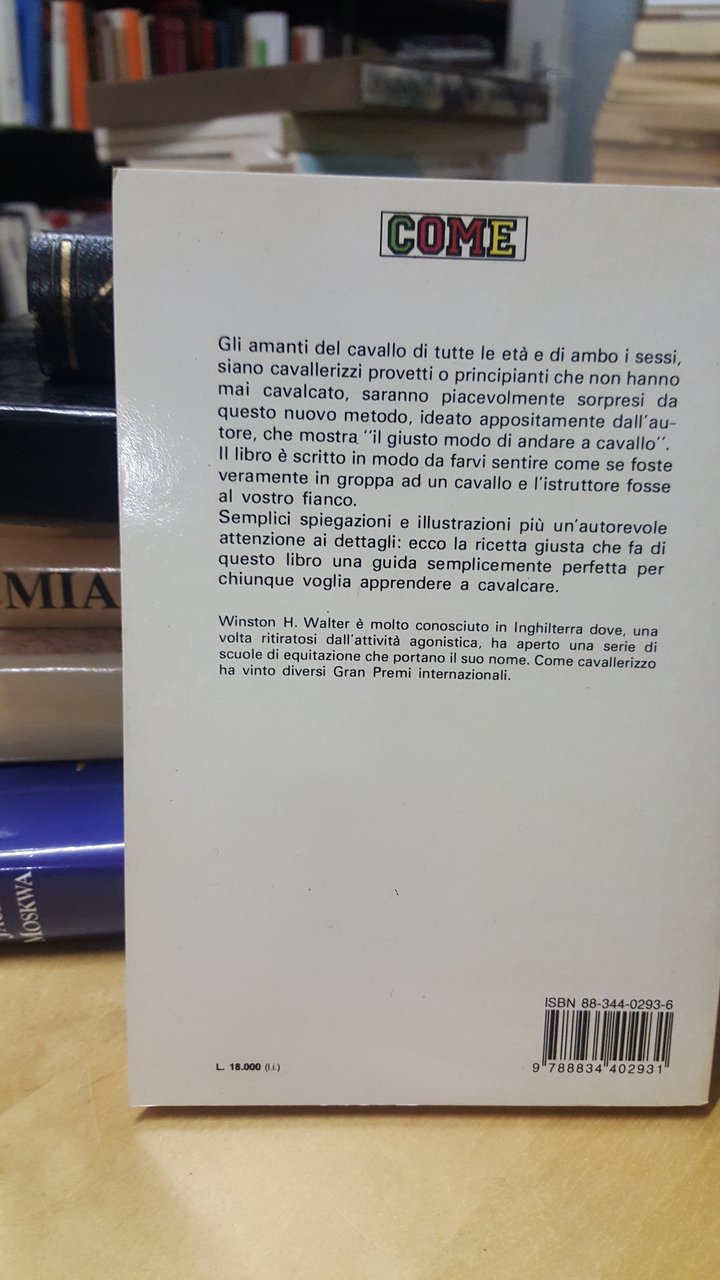 COME
Gli amanti del cavallo di tutte le età e di ambo i sessi,
siano cavallerizzi provetti o principianti che non hanno
mai cavalcato, saranno piacevolmente sorpresi da
questo nuovo metodo, ideato appositamente dall'au-
tore, che mostra ''il giusto modo di andare a cavallo''.
Il libro è scritto in modo da farvi sentire come se foste
veramente in groppa ad un cavallo e l'istruttore fosse
al vostro fianco.
Semplici spiegazioni e illustrazioni più un'autorevole
attenzione ai dettagli: ecco la ricetta giusta che fa di
questo libro una guida semplicemente perfetta per
chiunque voglia apprendere a cavalcare.
Winston H. Walter è molto conosciuto in Inghilterra dove, una
volta ritiratosi dall'attività agonistica, ha aperto una serie di
scuole di equitazione che portano il suo nome. Come cavallerizzo
ha vinto diversi Gran Premi internazionali.
ISBN 88-344-0293-6
9 788834 402931
L. 18.000 (i.i.)
MIA
MOSKWA